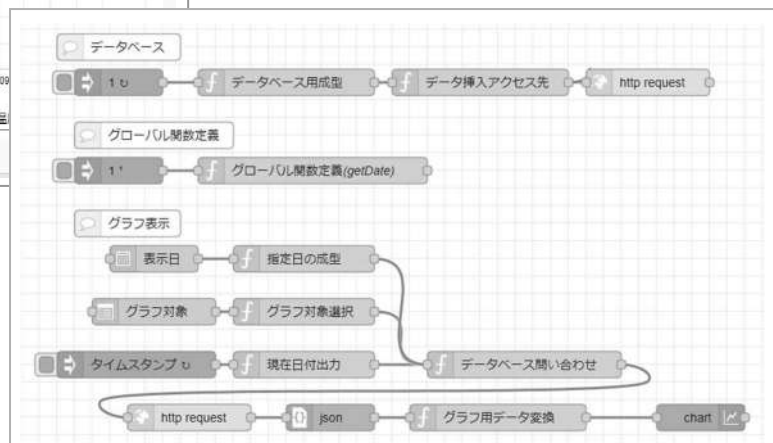 データベース
1 ↻ データベース用成型 データ挿入アクセス先 http request
グローバル関数定義
1 ¹ グローバル関数定義(getDate)
グラフ表示
表示日 指定日の成型
グラフ対象 グラフ対象選択
タイムスタンプ ↻ 現在日付出力 データベース問い合わせ
http request json グラフ用データ変換 chart
09